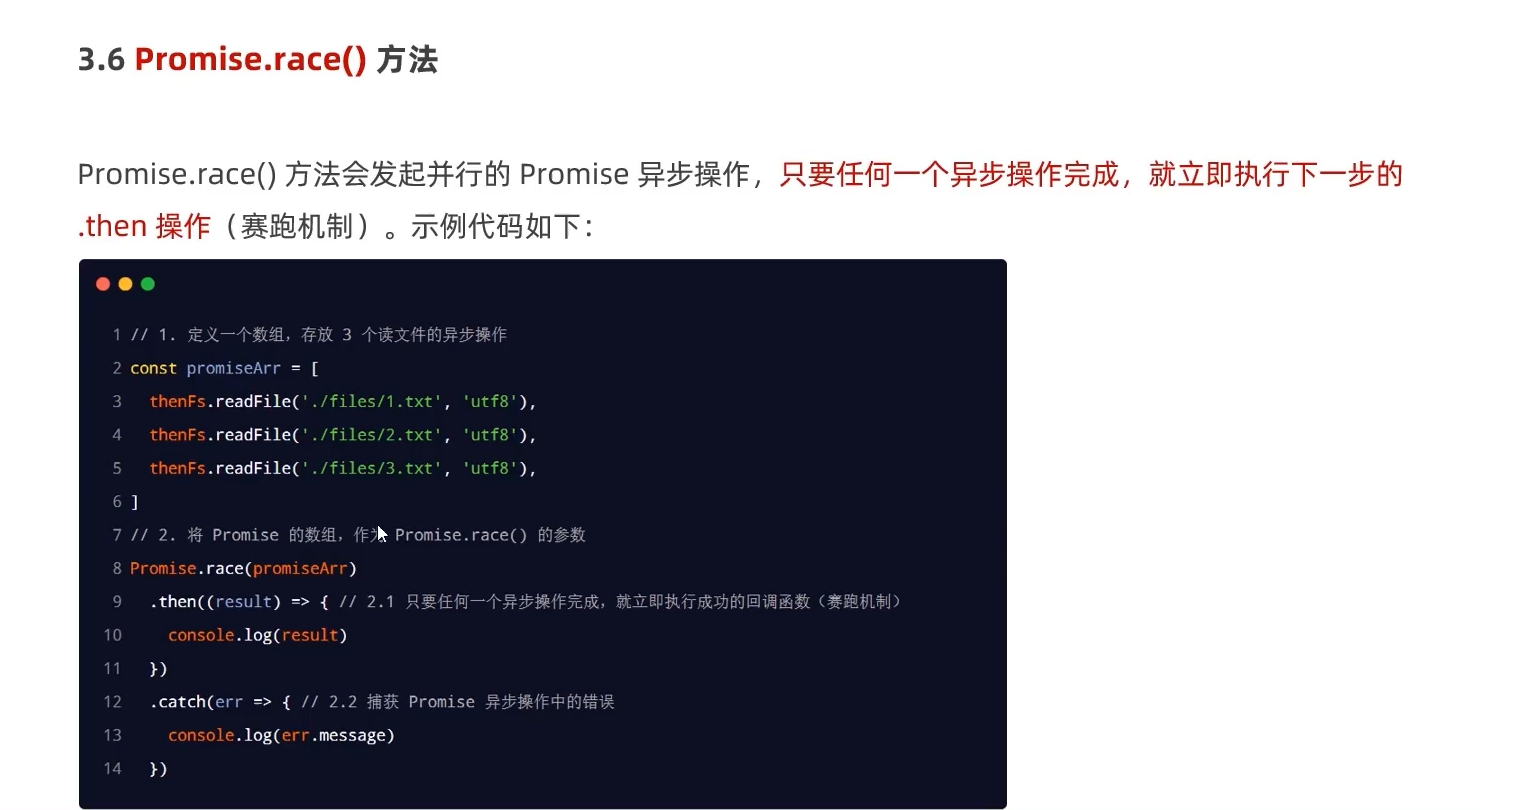 3.6 Promise.race() 方法
Promise.race() 方法会发起并行的 Promise 异步操作，只要任何一个异步操作完成，就立即执行下一步的
.then 操作（赛跑机制）。示例代码如下：
1 // 1. 定义一个数组，存放 3 个读文件的异步操作
2 const promiseArr = [
3   thenFs.readFile('./files/1.txt', 'utf8'),
4   thenFs.readFile('./files/2.txt', 'utf8'),
5   thenFs.readFile('./files/3.txt', 'utf8'),
6 ]
7 // 2. 将 Promise 的数组，作为 Promise.race() 的参数
8 Promise.race(promiseArr)
9   .then((result) => { // 2.1 只要任何一个异步操作完成，就立即执行成功的回调函数（赛跑机制）
10     console.log(result)
11   })
12   .catch(err => { // 2.2 捕获 Promise 异步操作中的错误
13     console.log(err.message)
14   })